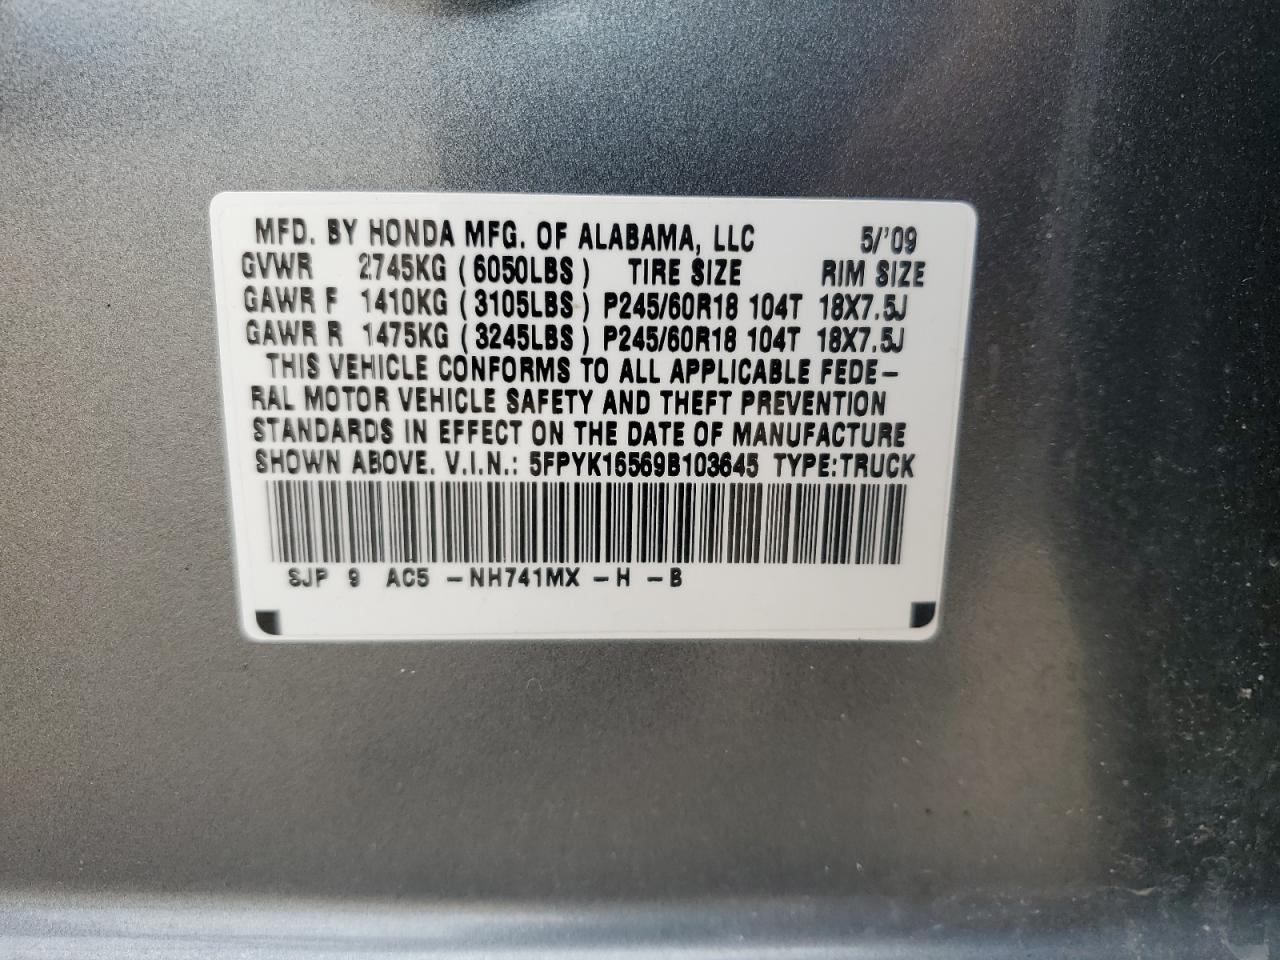 MFD. BY HONDA MFG. OF ALABAMA, LLC 5/'09
GVWR 2745KG (6050LBS) TIRE SIZE RIM SIZE
GAWR F 1410KG (3105LBS) P245/60R18 104T 18X7.5J
GAWR R 1475KG (3245LBS) P245/60R18 104T 18X7.5J
THIS VEHICLE CONFORMS TO ALL APPLICABLE FEDE-
RAL MOTOR VEHICLE SAFETY AND THEFT PREVENTION
STANDARDS IN EFFECT ON THE DATE OF MANUFACTURE
SHOWN ABOVE. V.I.N.: 5FPYK16569B103645 TYPE:TRUCK
SJP 9 AC5 -NH741MX -H -B